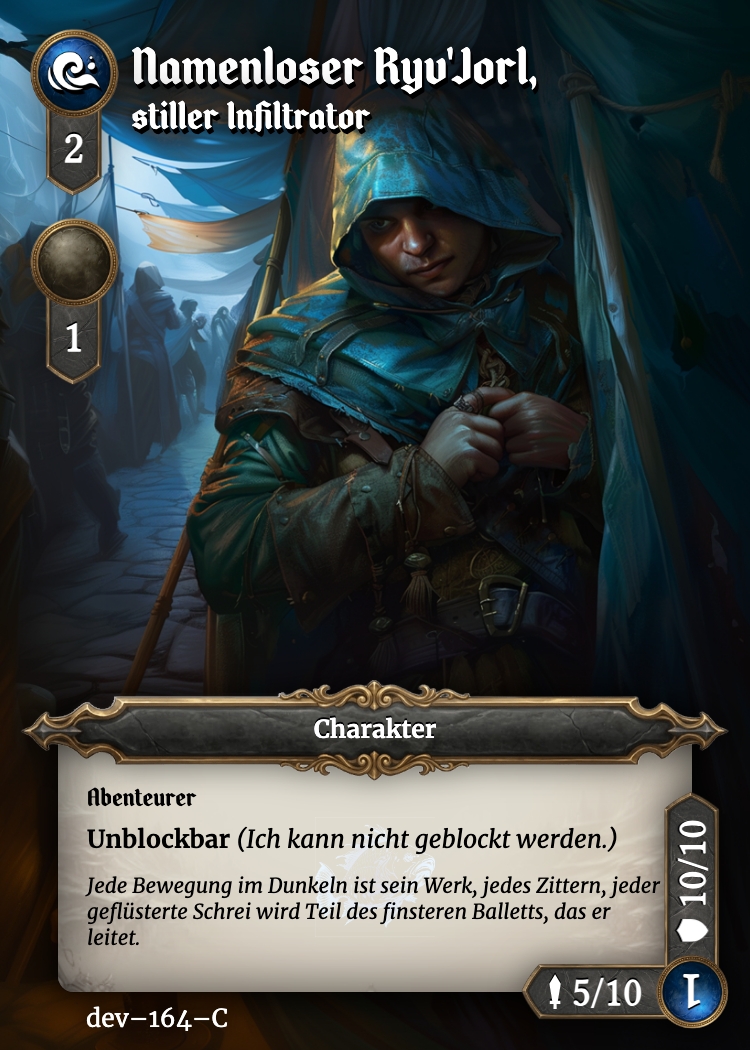 Namenloser Ryv'Jorl,
stiller Infiltrator
2
1
Charakter
Abenteurer
Unblockbar (Ich kann nicht geblockt werden.)
Jede Bewegung im Dunkeln ist sein Werk, jedes Zittern, jeder
geflüsterte Schrei wird Teil des finsteren Balletts, das er
leitet.
10/10
5/10
1
dev–164–C